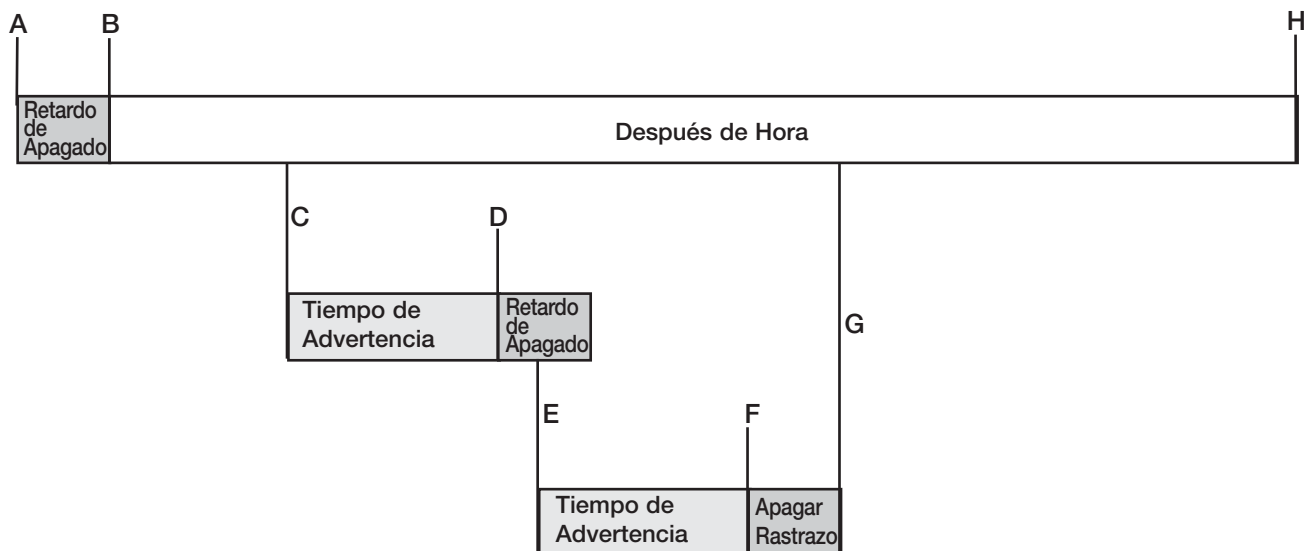 A
B
H
Retardo
de
Apagado
Después de Hora
C
D
Tiempo de
Advertencia
Retardo
de
Apagado
G
E
F
Tiempo de
Advertencia
Apagar
Rastrazo